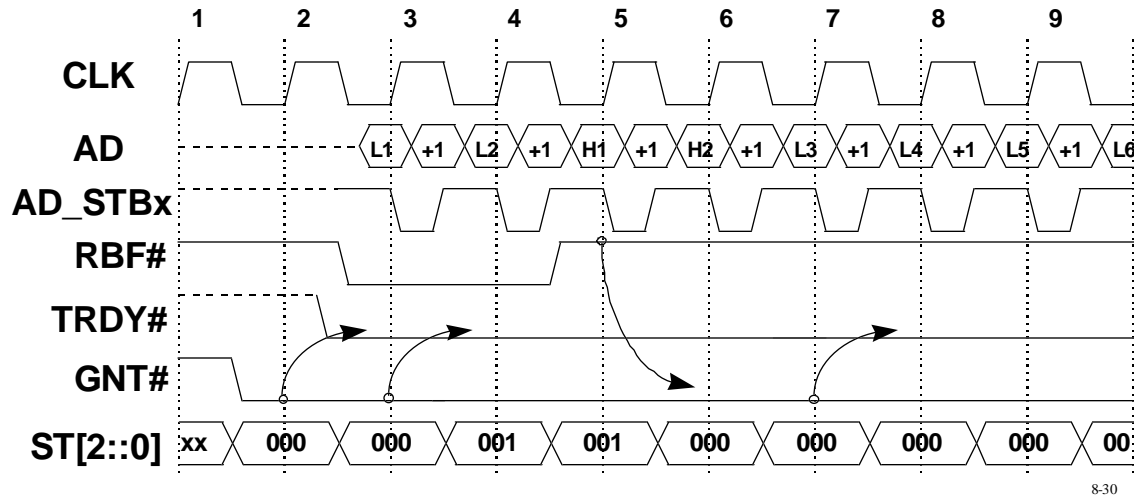 1 2 3 4 5 6 7 8 9
CLK
AD L1 +1 L2 +1 H1 +1 H2 +1 L3 +1 L4 +1 L5 +1 L6
AD_STBx
RBF#
TRDY#
GNT#
ST[2::0] xx 000 000 001 001 000 000 000 000 00
8-30